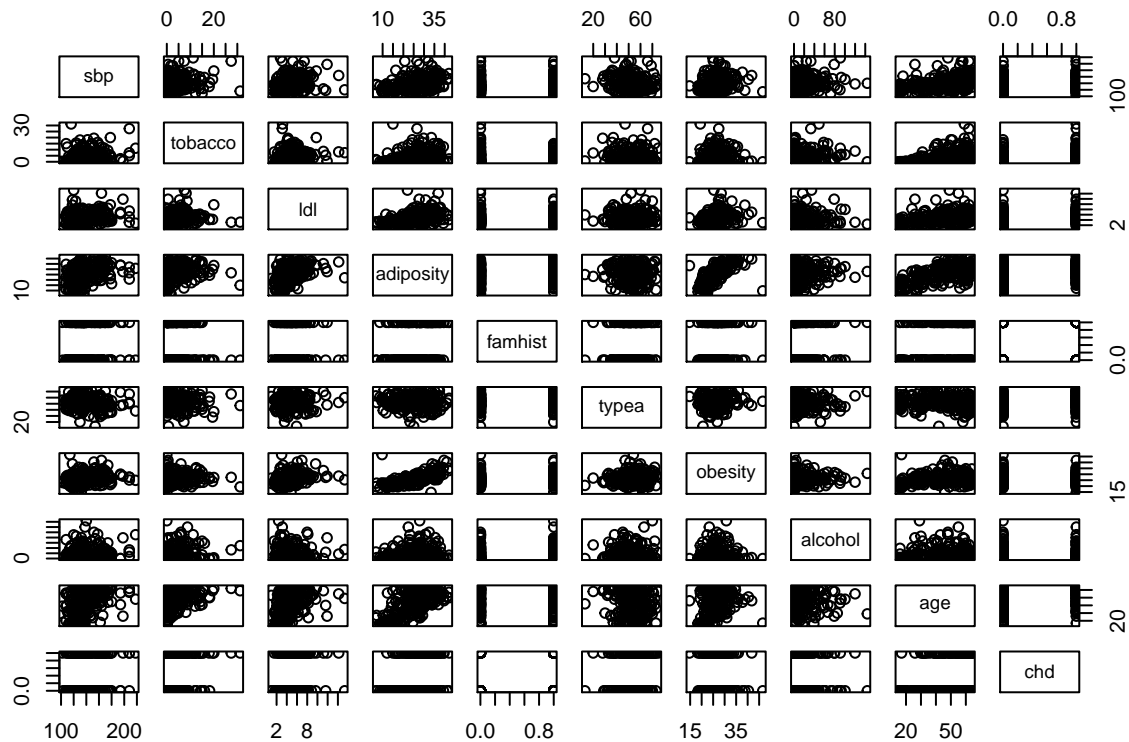 0 20 10 35 20 60 0 80 0.0 0.8
sbp 100
0 30 tobacco
ldl 2
10 adiposity
famhist 0.0
20 typea
obesity 15
0 alcohol
age 20
0.0 chd
100 200 2 8 0.0 0.8 15 35 20 50